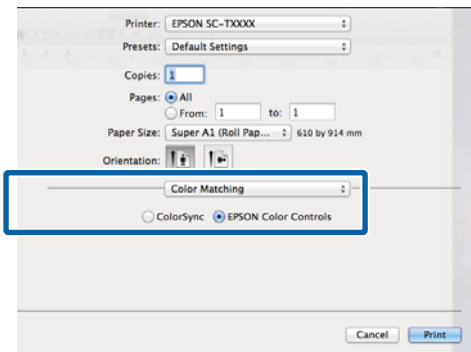 Printer: EPSON SC-TXXXX
Presets: Default Settings
Copies: 1
Pages: All
From: 1 to: 1
Paper Size: Super A1 (Roll Pap... 610 by 914 mm
Orientation:
Color Matching
ColorSync EPSON Color Controls
Cancel Print